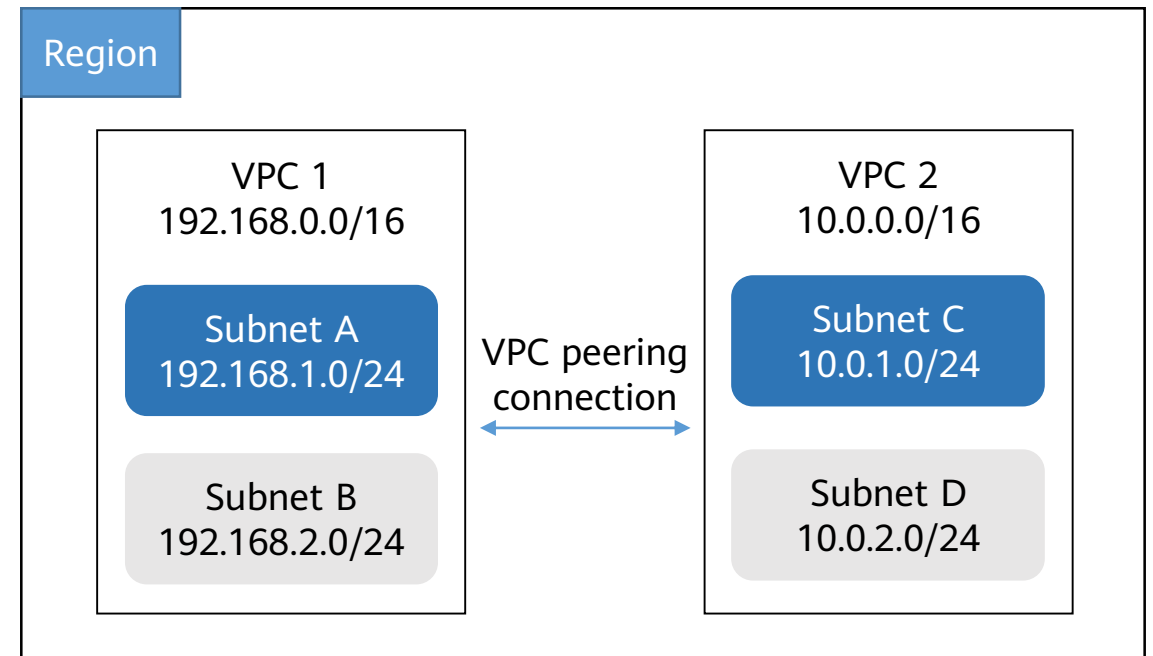 Region
VPC 1
192.168.0.0/16
Subnet A
192.168.1.0/24
Subnet B
192.168.2.0/24
VPC peering
connection
VPC 2
10.0.0.0/16
Subnet C
10.0.1.0/24
Subnet D
10.0.2.0/24